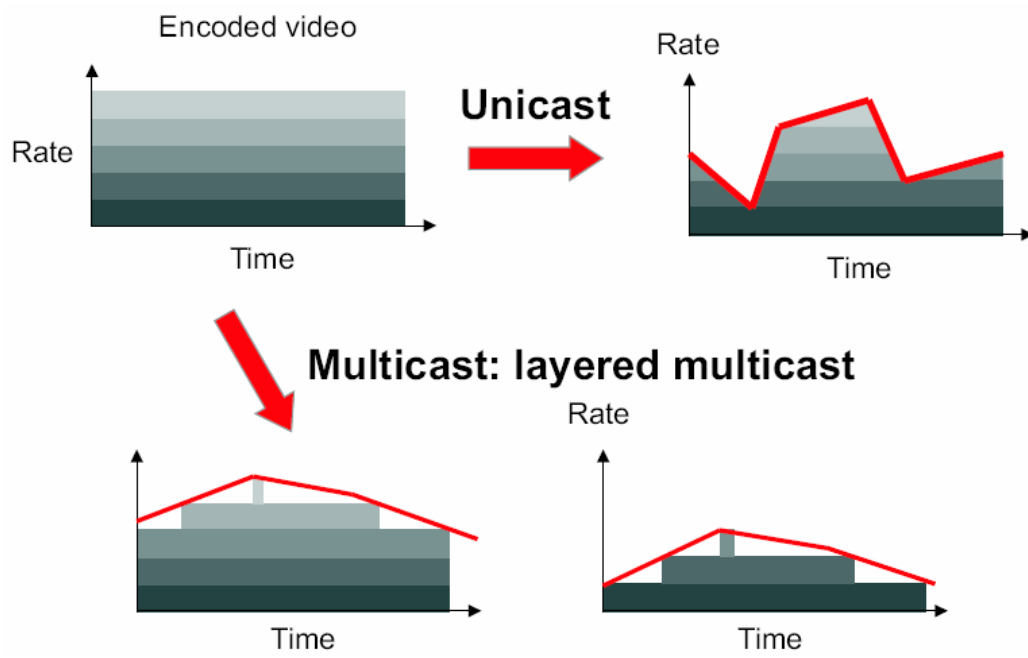 Encoded video
Rate
Time
Unicast
Rate
Time
Multicast: layered multicast
Rate
Time
Time